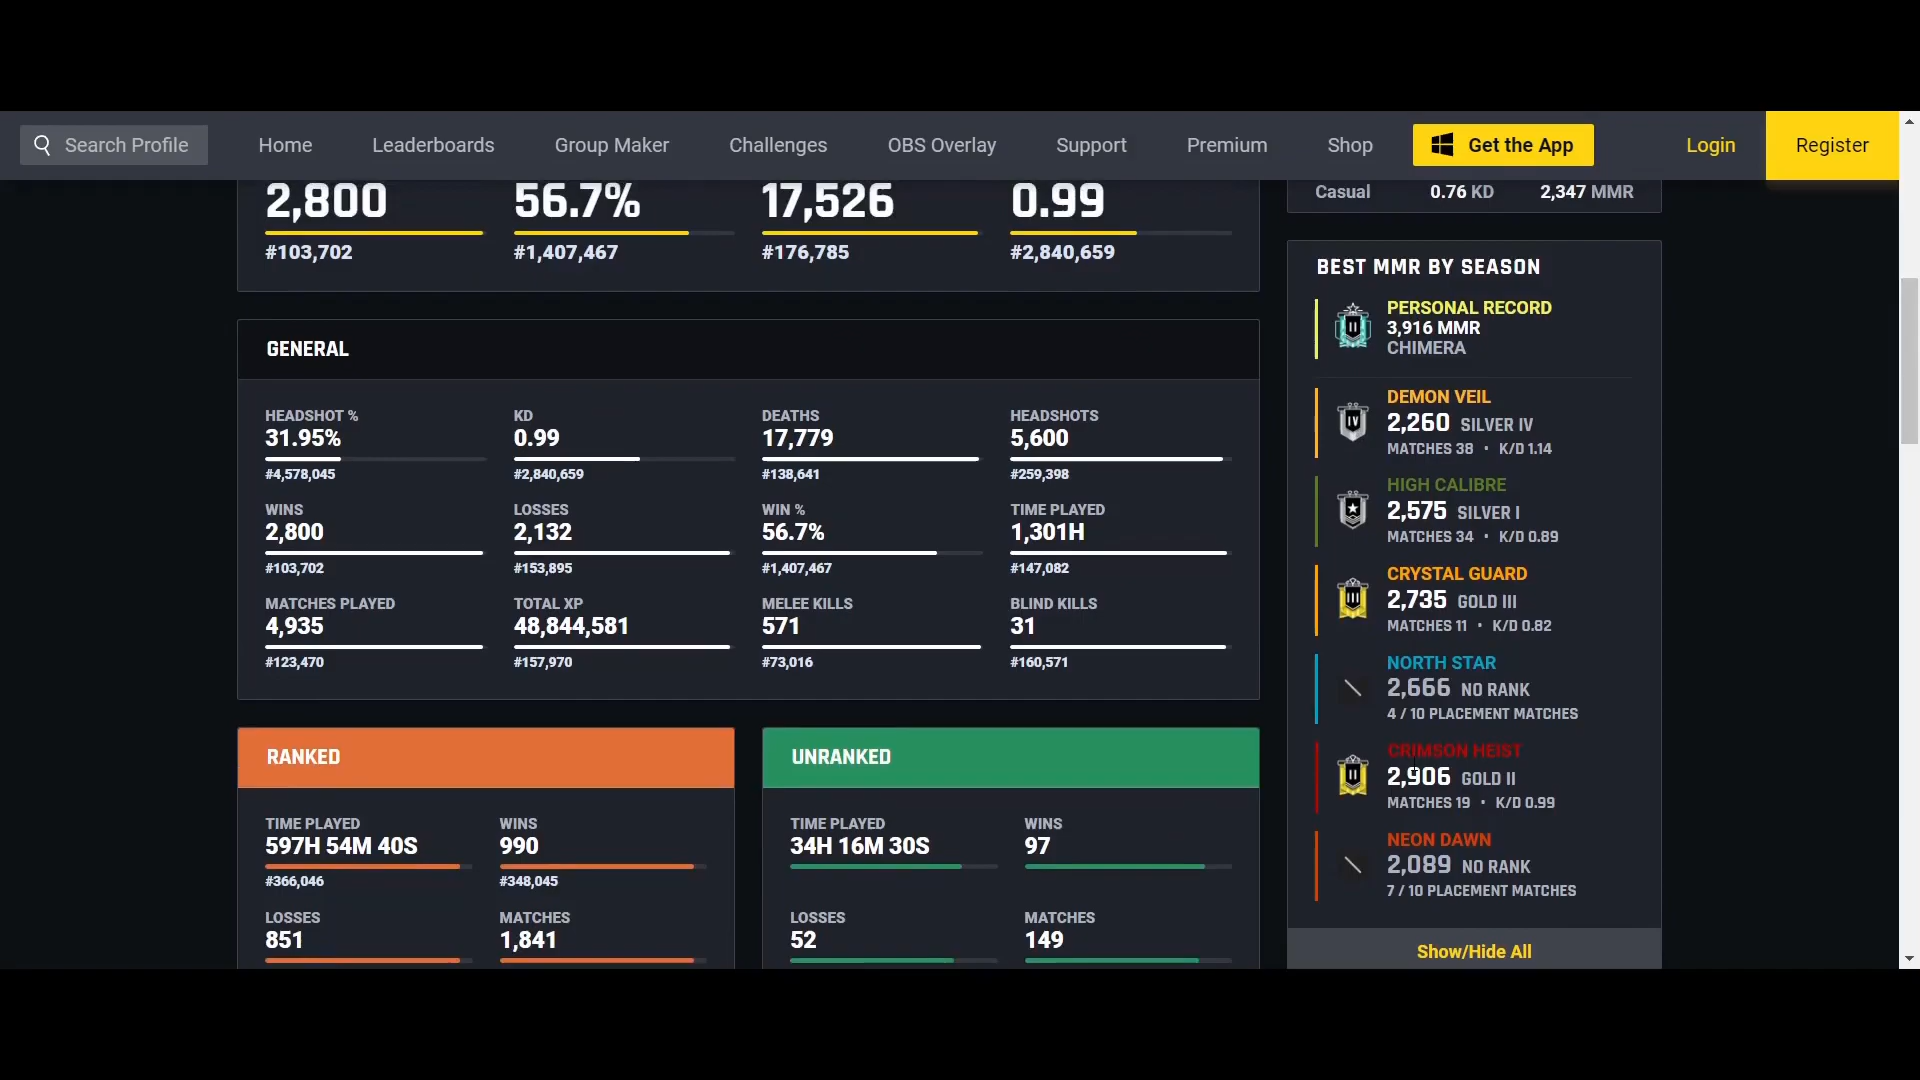 Search Profile
Home
Leaderboards
Group Maker
Challenges
OBS Overlay
Support
Premium
Shop
Get the App
Login
Register
2,800
56.7%
17,526
0.99
#103,702
#1,407,467
#176,785
#2,840,659
GENERAL
HEADSHOT %
KD
DEATHS
HEADSHOTS
31.95%
0.99
17,779
5,600
#4,578,045
#2,840,659
#138,641
#259,398
WINS
LOSSES
WIN %
TIME PLAYED
2,800
2,132
56.7%
1,301H
#103,702
#153,895
#1,407,467
#147,082
MATCHES PLAYED
TOTAL XP
MELEE KILLS
BLIND KILLS
4,935
48,844,581
571
31
#123,470
#157,970
#73,016
#160,571
RANKED
TIME PLAYED
WINS
597H 54M 40S
990
#366,046
#348,045
LOSSES
MATCHES
851
1,841
UNRANKED
TIME PLAYED
WINS
34H 16M 30S
97
LOSSES
MATCHES
52
149
Casual 0.76 KD 2,347 MMR
BEST MMR BY SEASON
II
PERSONAL RECORD
3,916 MMR
CHIMERA
IV
DEMON VEIL
2,260 SILVER IV
MATCHES 38 • K/D 1.14
HIGH CALIBRE
2,575 SILVER I
MATCHES 34 • K/D 0.89
III
CRYSTAL GUARD
2,735 GOLD III
MATCHES 11 • K/D 0.82
NORTH STAR
2,666 NO RANK
4 / 10 PLACEMENT MATCHES
II
CRIMSON HEIST
2,906 GOLD II
MATCHES 19 • K/D 0.99
NEON DAWN
2,089 NO RANK
7 / 10 PLACEMENT MATCHES
Show/Hide All